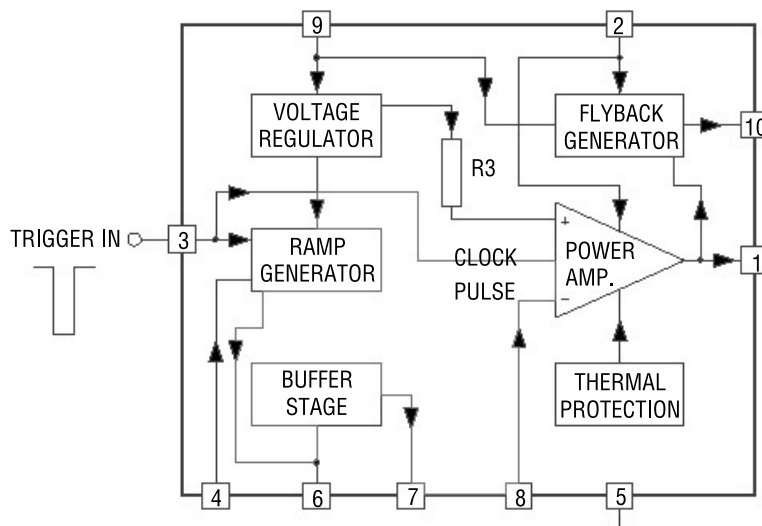 9
2
VOLTAGE
REGULATOR
FLYBACK
GENERATOR
10
R3
TRIGGER IN
3
RAMP
GENERATOR
CLOCK
PULSE
+
POWER
AMP.
−
1
BUFFER
STAGE
THERMAL
PROTECTION
4
6
7
8
5